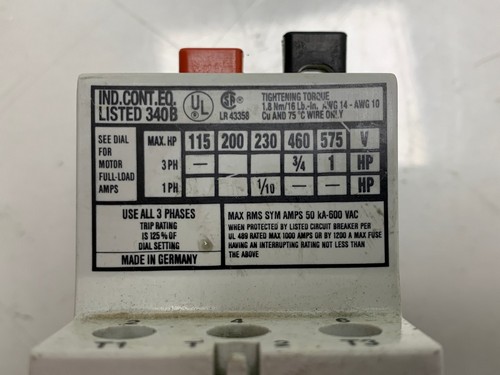 IND.CONT.EQ.
LISTED 340B
UL
SA
LR 43358
TIGHTENING TORQUE
1.8 Nm/16 Lb.-In. AWG 14 - AWG 10
Cu AND 75°C WIRE ONLY
SEE DIAL
FOR
MOTOR
FULL-LOAD
AMPS
MAX. HP 115 200 230 460 575 V
3 PH — — 3/4 1 HP
1 PH — 1/10 — — HP
USE ALL 3 PHASES
TRIP RATING
IS 125% OF
DIAL SETTING
MADE IN GERMANY
MAX RMS SYM AMPS 50 kA-600 VAC
WHEN PROTECTED BY LISTED CIRCUIT BREAKER PER
UL 489 RATED MAX 1000 AMPS OR BY 1200 A MAX FUSE
HAVING AN INTERRUPTING RATING NOT LESS THAN
THE ABOVE
2 4 6
T1 T 2 T3